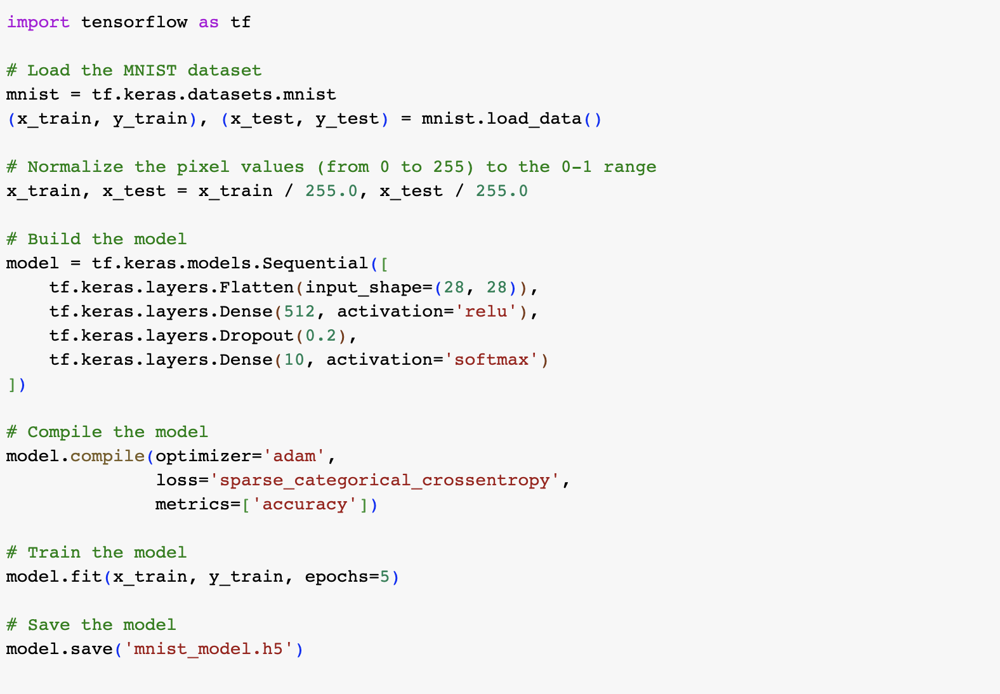 import tensorflow as tf

# Load the MNIST dataset
mnist = tf.keras.datasets.mnist
(x_train, y_train), (x_test, y_test) = mnist.load_data()

# Normalize the pixel values (from 0 to 255) to the 0-1 range
x_train, x_test = x_train / 255.0, x_test / 255.0

# Build the model
model = tf.keras.models.Sequential([
    tf.keras.layers.Flatten(input_shape=(28, 28)),
    tf.keras.layers.Dense(512, activation='relu'),
    tf.keras.layers.Dropout(0.2),
    tf.keras.layers.Dense(10, activation='softmax')
])

# Compile the model
model.compile(optimizer='adam',
              loss='sparse_categorical_crossentropy',
              metrics=['accuracy'])

# Train the model
model.fit(x_train, y_train, epochs=5)

# Save the model
model.save('mnist_model.h5')